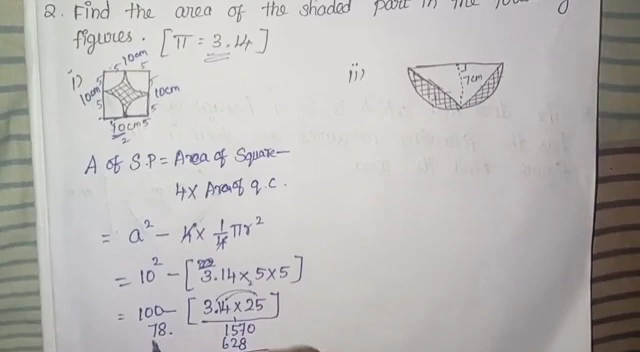 2. Find the area of the shaded part in the
figures. [π = 3.14]
i) 10cm
5 5
10cm 10cm
5 5
10cm 5
2
ii) 7cm
A of S.P = Area of Square -
4 x Area of q.c.
= a² - 4 x 1/4 πr²
= 10² - [3.14 x 5 x 5]
= 100 - [3.14 x 25]
78. 1570
628